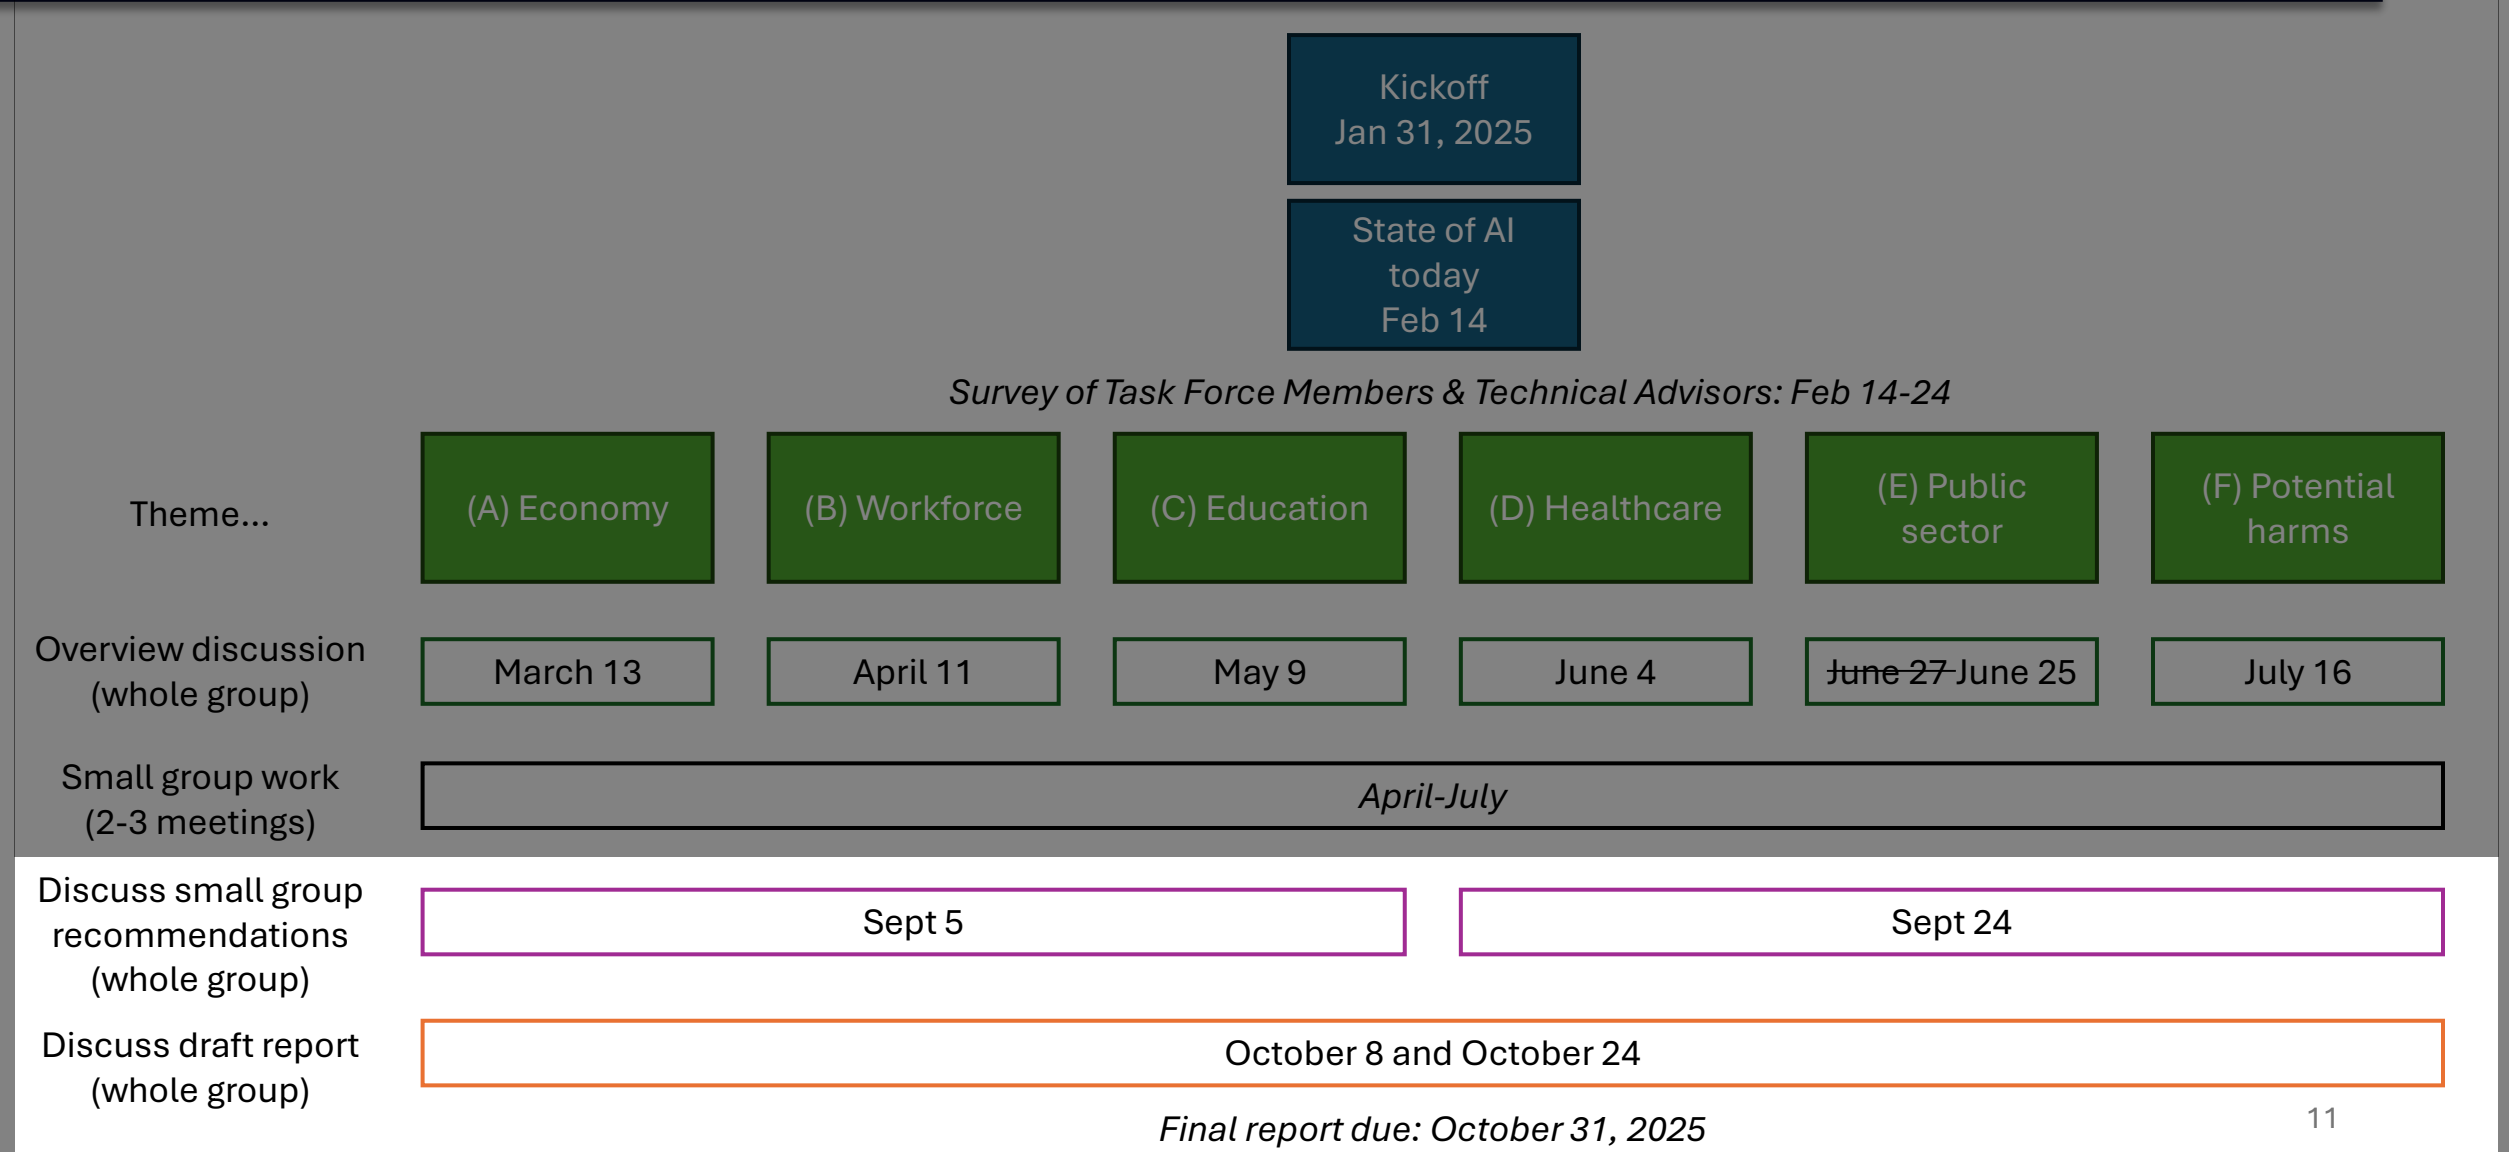 Kickoff
Jan 31, 2025
State of AI
today
Feb 14
Survey of Task Force Members & Technical Advisors: Feb 14-24
Theme...
(A) Economy
(B) Workforce
(C) Education
(D) Healthcare
(E) Public
sector
(F) Potential
harms
Overview discussion
(whole group)
March 13
April 11
May 9
June 4
June 27 June 25
July 16
Small group work
(2-3 meetings)
April-July
Discuss small group
recommendations
(whole group)
Sept 5
Sept 24
Discuss draft report
(whole group)
October 8 and October 24
Final report due: October 31, 2025
11